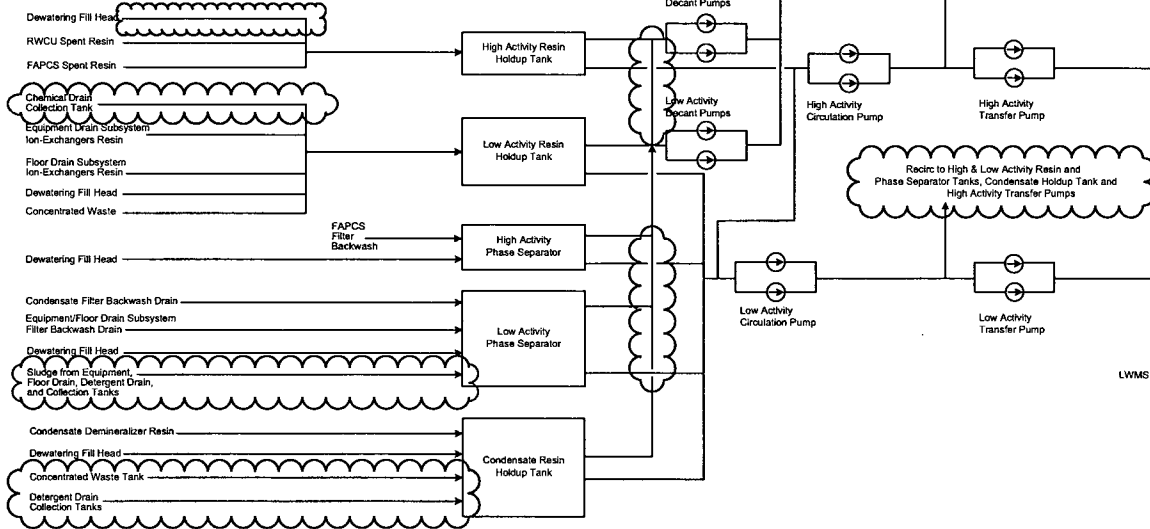 Decant Pumps
Dewatering Fill Head
RWCU Spent Resin
FAPCS Spent Resin
High Activity Resin
Holdup Tank
High Activity
Circulation Pump
High Activity
Transfer Pump
Chemical Drain
Collection Tank
Equipment Drain Subsystem
Ion-Exchangers Resin
Floor Drain Subsystem
Ion-Exchangers Resin
Dewatering Fill Head
Concentrated Waste
Low Activity Resin
Holdup Tank
Low Activity
Decant Pumps
Recirc to High & Low Activity Resin and
Phase Separator Tanks, Condensate Holdup Tank and
High Activity Transfer Pumps
FAPCS
Filter
Backwash
Dewatering Fill Head
High Activity
Phase Separator
Low Activity
Circulation Pump
Low Activity
Transfer Pump
Condensate Filter Backwash Drain
Equipment/Floor Drain Subsystem
Filter Backwash Drain
Dewatering Fill Head
Sludge from Equipment,
Floor Drain, Detergent Drain,
and Collection Tanks
Low Activity
Phase Separator
LWMS
Condensate Demineralizer Resin
Dewatering Fill Head
Concentrated Waste Tank
Detergent Drain
Collection Tanks
Condensate Resin
Holdup Tank